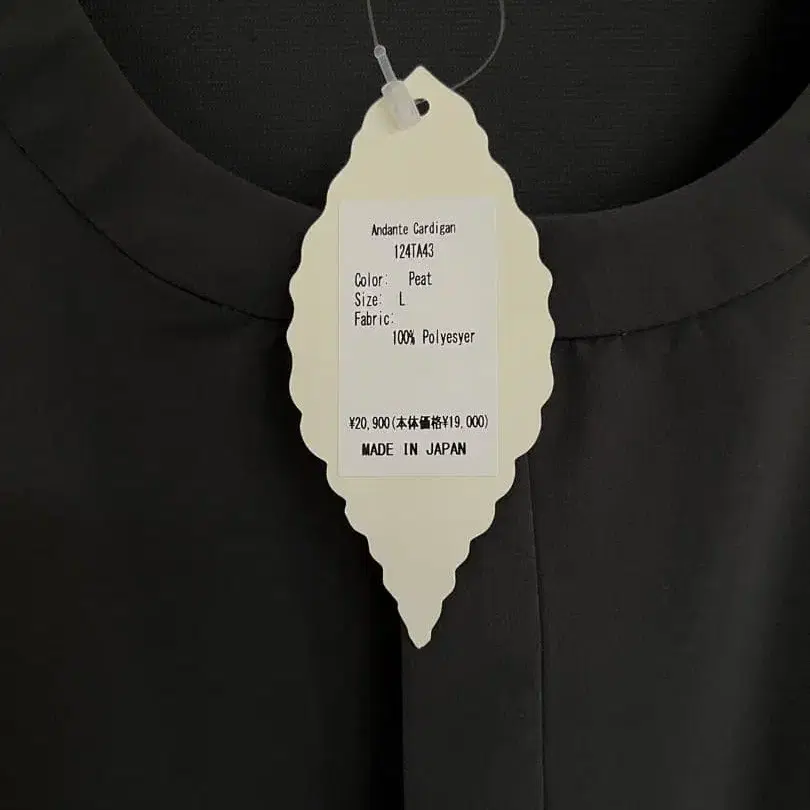 Andante Cardigan
124TA43
Color: Peat
Size: L
Fabric:
100% Polyesyer
¥20,900(本体価格¥19,000)
MADE IN JAPAN